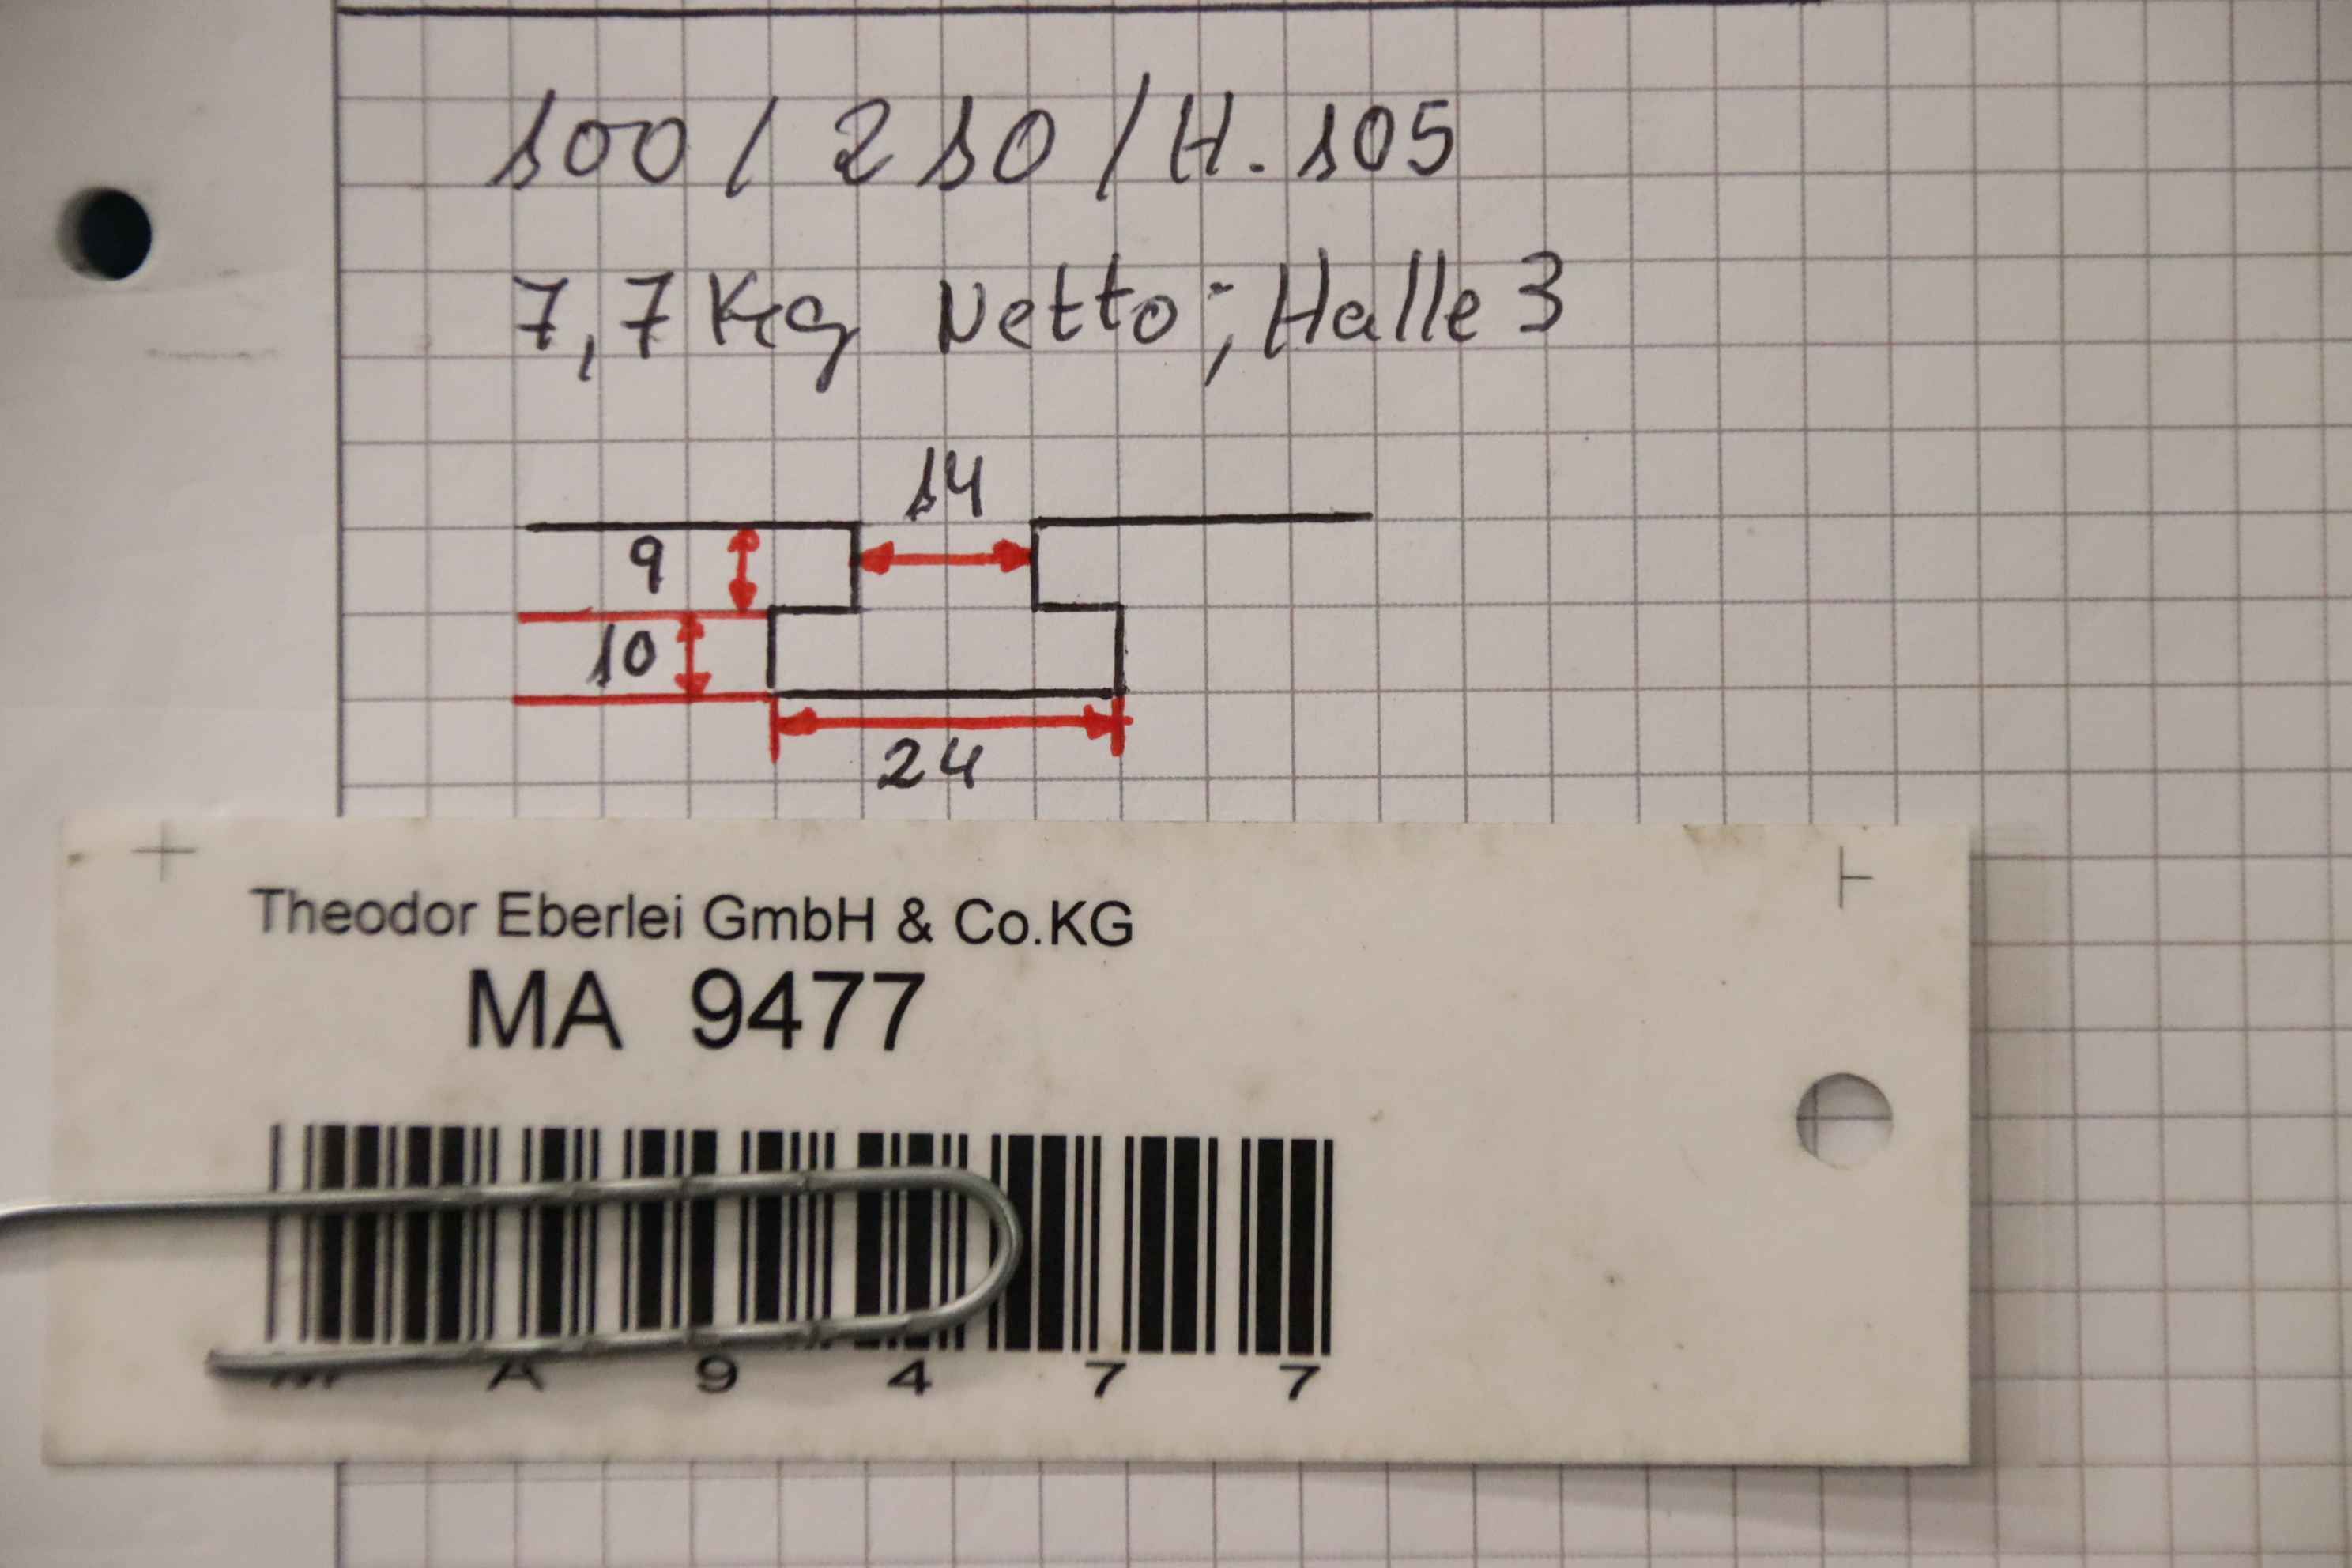 100 / 210 / H. 105
7,7 Kg Netto; Halle 3
14
9
10
24
Theodor Eberlei GmbH & Co.KG
MA 9477
A 9 4 7 7